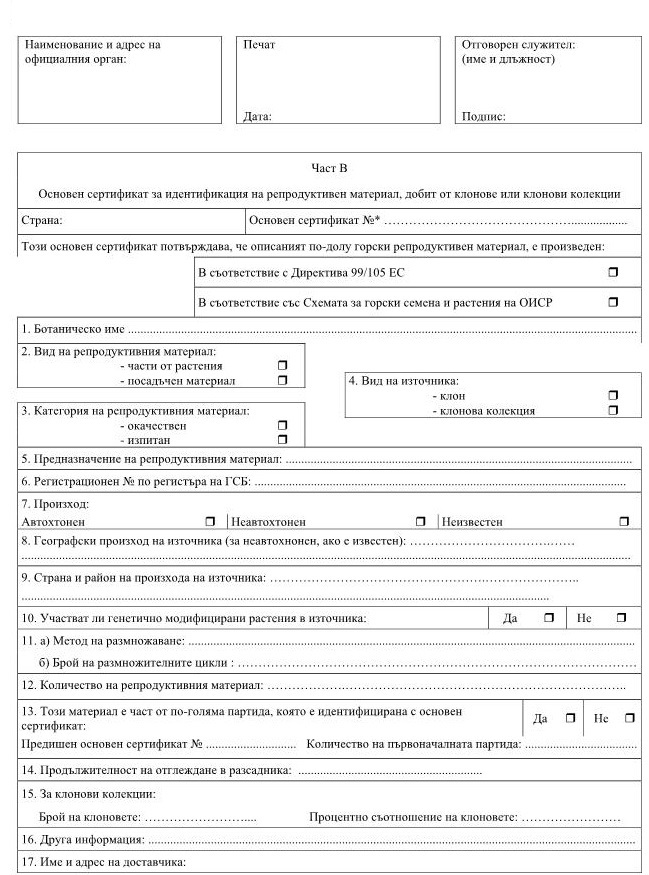 Наименование и адрес на
официалния орган:
Печат
Дата:
Отговорен служител:
(име и длъжност)
Подпис:
Част В
Основен сертификат за идентификация на репродуктивен материал, добит от клонове или клонови колекции
Страна:
Основен сертификат №* …………………………………....................
Този основен сертификат потвърждава, че описаният по-долу горски репродуктивен материал, е произведен:
В съответствие с Директива 99/105 ЕС ❒
В съответствие със Схемата за горски семена и растения на ОИСР ❒
1. Ботаническо име ..........................................................................................................................................................
2. Вид на репродуктивния материал:
- части от растения ❒
- посадъчен материал ❒
4. Вид на източника:
- клон ❒
- клонова колекция ❒
3. Категория на репродуктивния материал:
- окачествен ❒
- изпитан ❒
5. Предназначение на репродуктивния материал: .........................................................................................................
6. Регистрационен № по регистъра на ГСБ: .................................................................................................................
7. Произход:
Автохтонен ❒ Неавтохтонен ❒ Неизвестен ❒
8. Географски произход на източника (за неавтохнонен, ако е известен): ……………………………
.............................................................................................................................................................................................
9. Страна и район на произхода на източника: ………………………………………………………..
................................................................................................................................................................
10. Участват ли генетично модифицирани растения в източника: Да ❒ Не ❒
11. а) Метод на размножаване: .......................................................................................................................................
б) Брой на размножителните цикли : ………………………………………………………………………
12. Количество на репродуктивния материал: ………………………………………………………………..
13. Този материал е част от по-голяма партида, която е идентифицирана с основен
сертификат:
Да ❒ Не ❒
Предишен основен сертификат № ........................... Количество на първоначалната партида: ..................................
14. Продължителност на отглеждане в разсадника: .......................................................
15. За клонови колекции:
Брой на клоновете: ………………….... Процентно съотношение на клоновете: …………………
16. Друга информация: ...................................................................................................................................................
17. Име и адрес на доставчика: